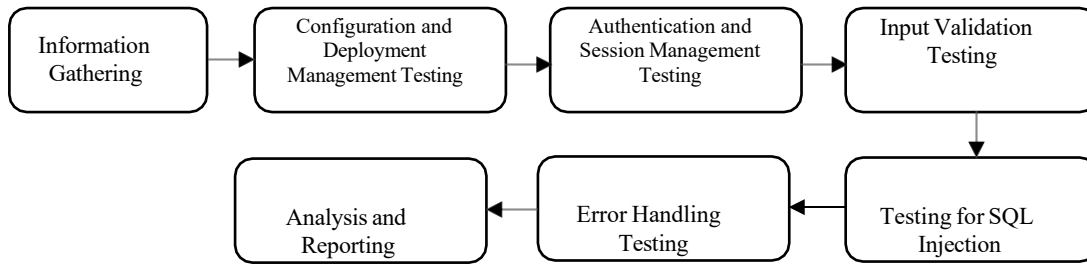 Information
Gathering
Configuration and
Deployment
Management Testing
Authentication and
Session Management
Testing
Input Validation
Testing
Testing for SQL
Injection
Error Handling
Testing
Analysis and
Reporting